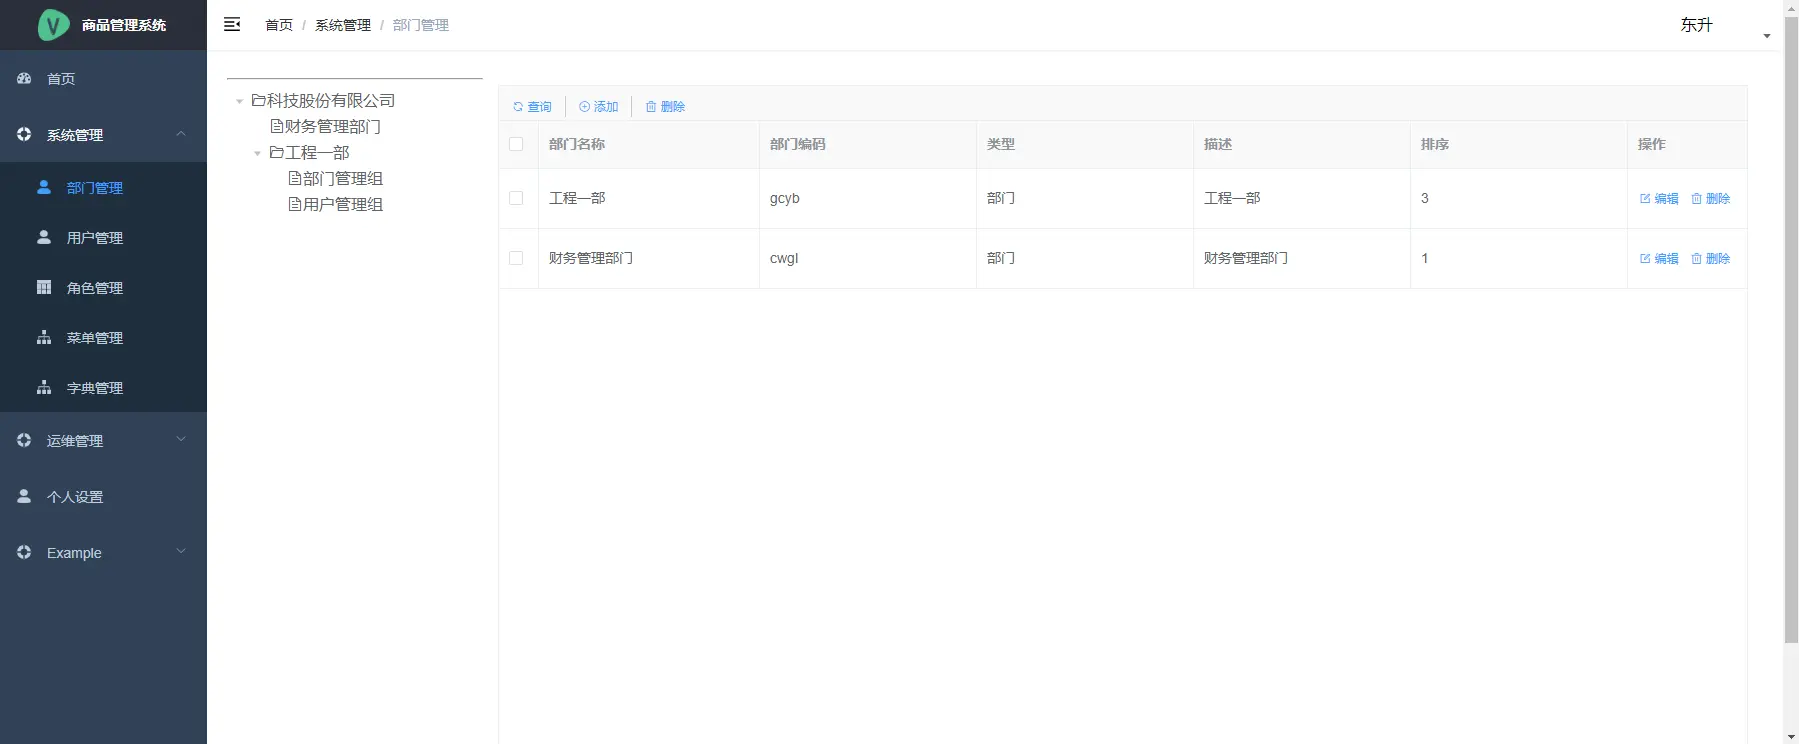 V 商品管理系统
首页 / 系统管理 / 部门管理
东升
首页
系统管理
部门管理
用户管理
角色管理
菜单管理
字典管理
运维管理
个人设置
Example
科技股份有限公司
财务管理部门
工程一部
部门管理组
用户管理组
查询 添加 删除
部门名称 部门编码 类型 描述 排序 操作
工程一部 gcyb 部门 工程一部 3 编辑 删除
财务管理部门 cwgl 部门 财务管理部门 1 编辑 删除